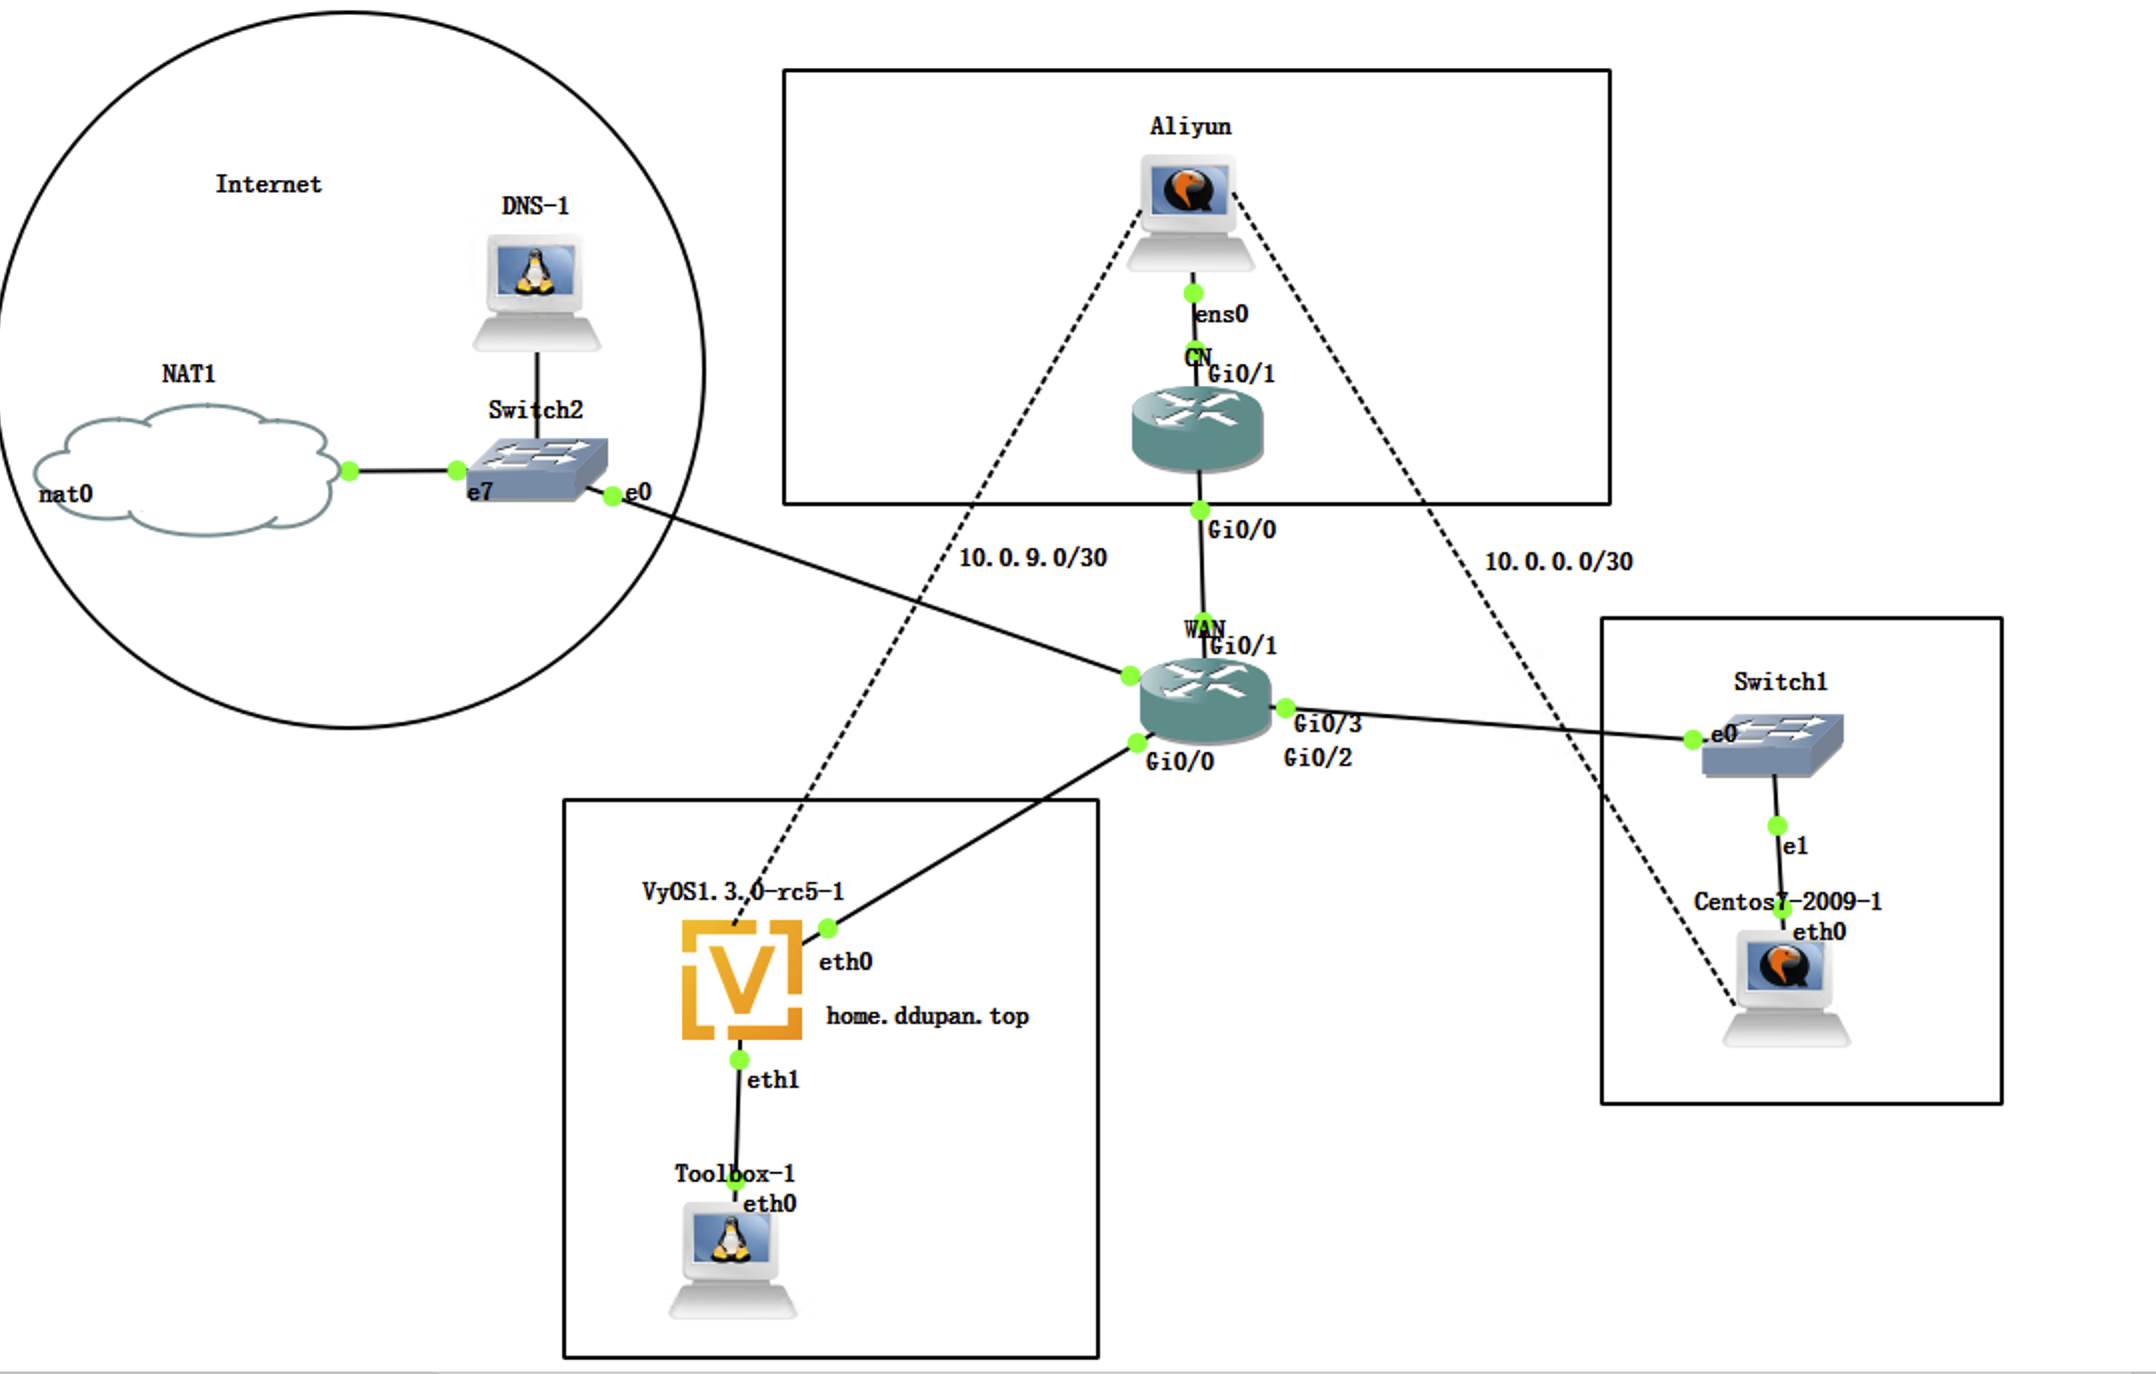 Internet
DNS-1
NAT1
Switch2
nat0
e7
e0
Aliyun
ens0
CN
Gi0/1
Gi0/0
10.0.9.0/30
10.0.0.0/30
WAN
Gi0/1
Gi0/3
Gi0/2
Gi0/0
Switch1
e0
e1
Centos7-2009-1
eth0
VyOS1.3.0-rc5-1
eth0
home.ddupan.top
eth1
Toolbox-1
eth0